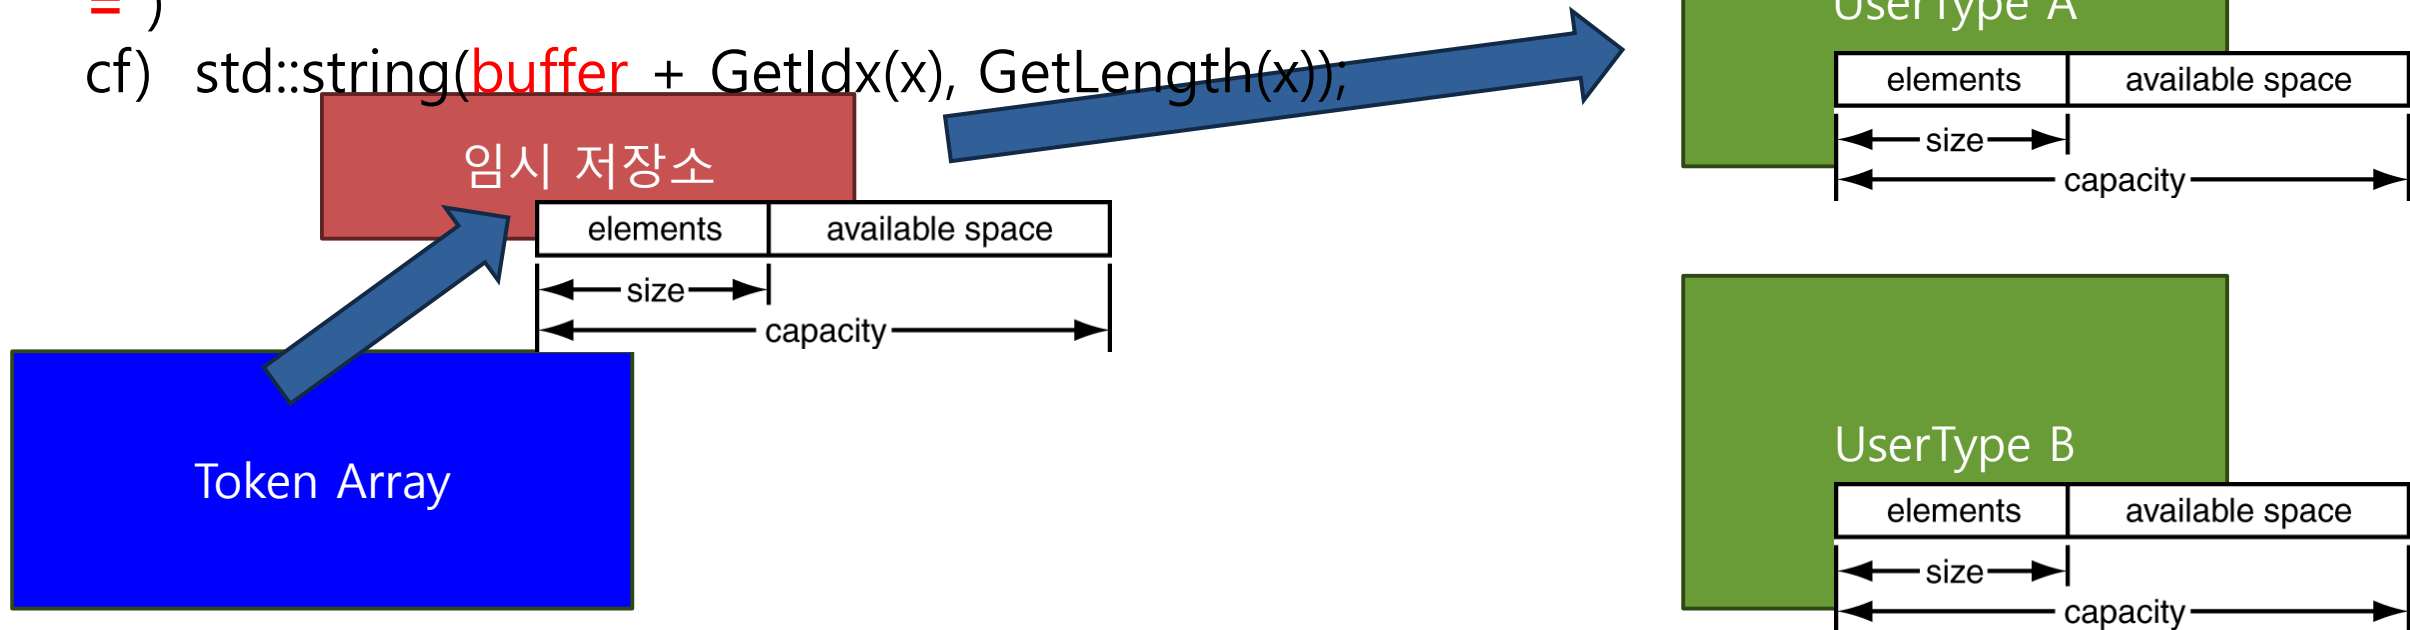 = )
cf) std::string(buffer + GetIdx(x), GetLength(x));
임시 저장소
elements available space
size
capacity
Token Array
UserType A
elements available space
size
capacity
UserType B
elements available space
size
capacity